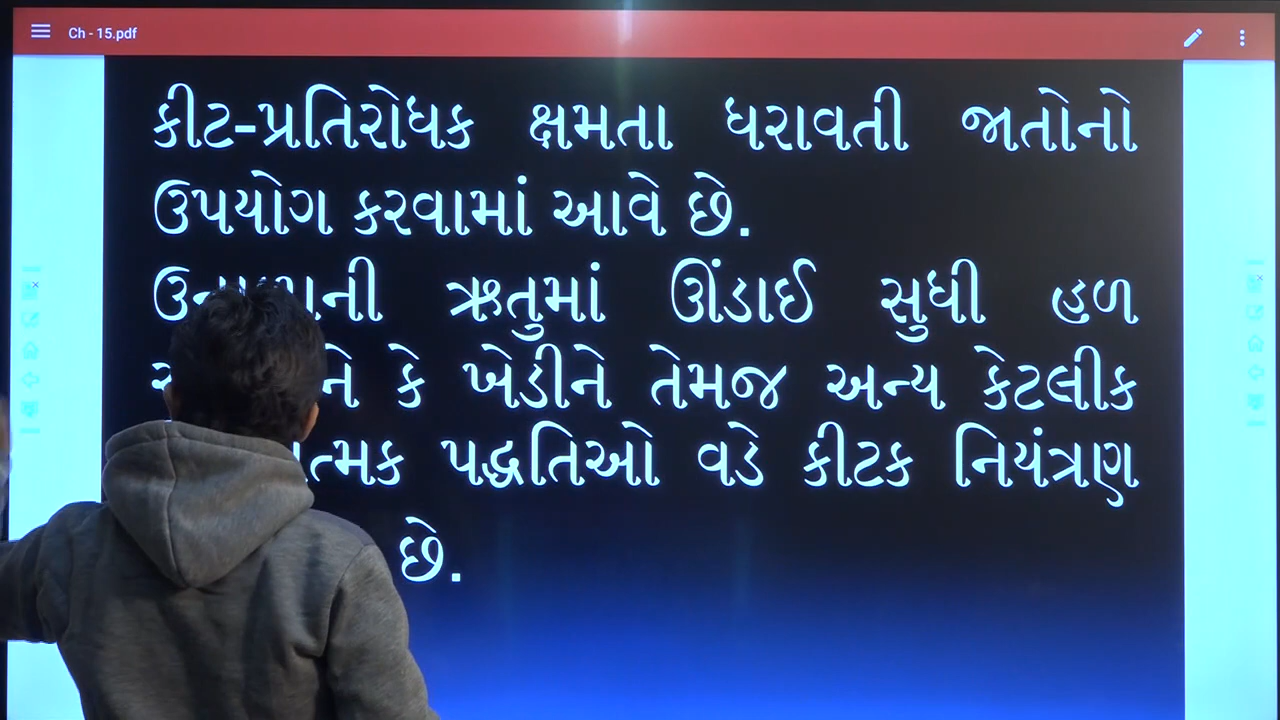 Ch - 15.pdf
કીટ-પ્રતિરોધક ક્ષમતા ધરાવતી જાતોનો
ઉપયોગ કરવામાં આવે છે.
ઋતુમાં ઊંડાઈ સુધી હળ
કે ખેડીને તેમજ અન્ય કેટલીક
પદ્ધતિઓ વડે કીટક નિયંત્રણ
છે.